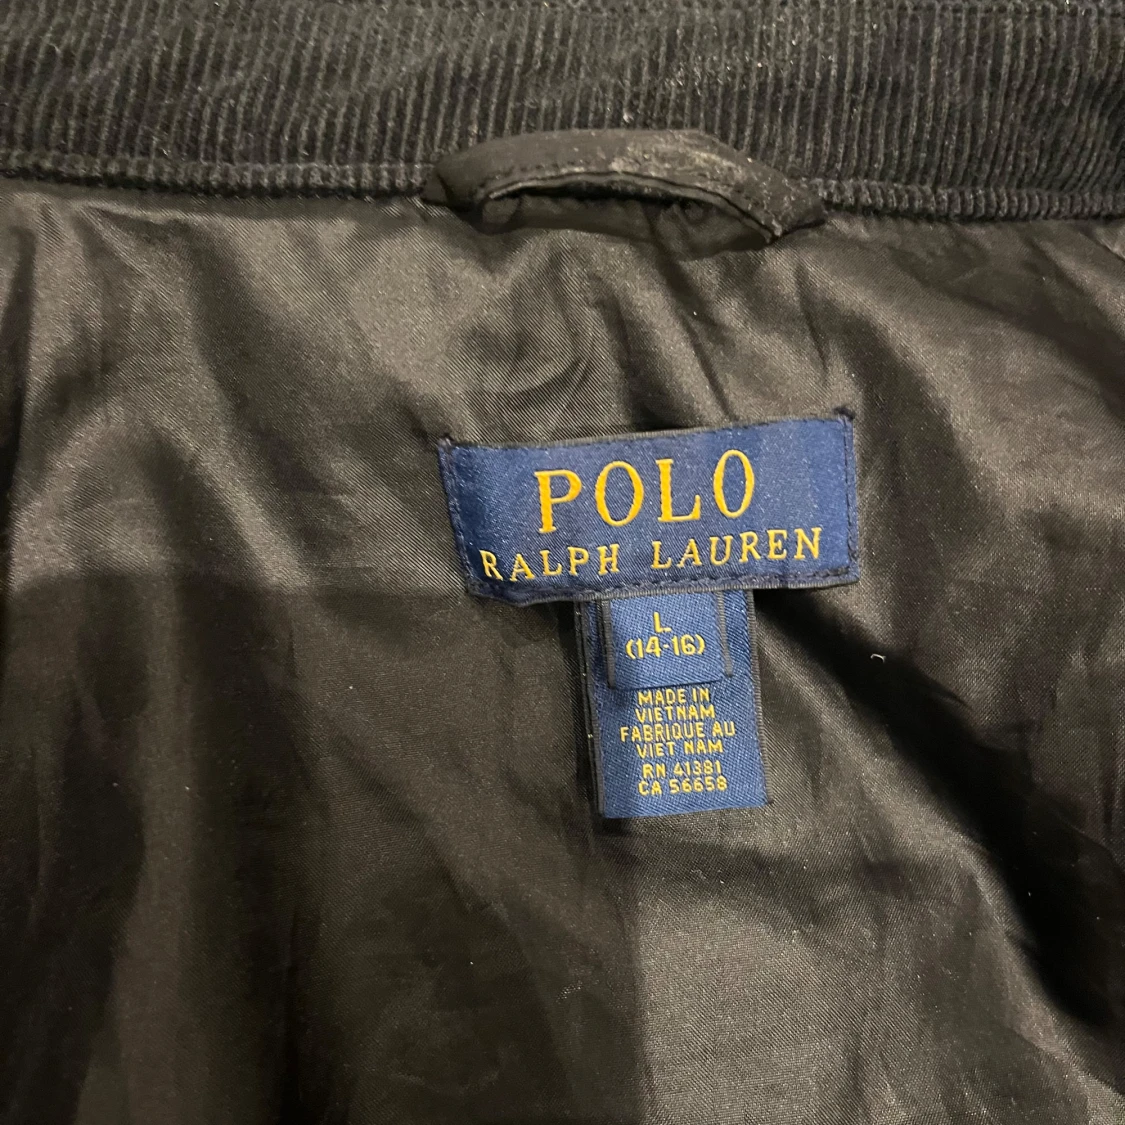 POLO
RALPH LAUREN
L
(14-16)
MADE IN
VIETNAM
FABRIQUE AU
VIET NAM
RN 41381
CA 56658